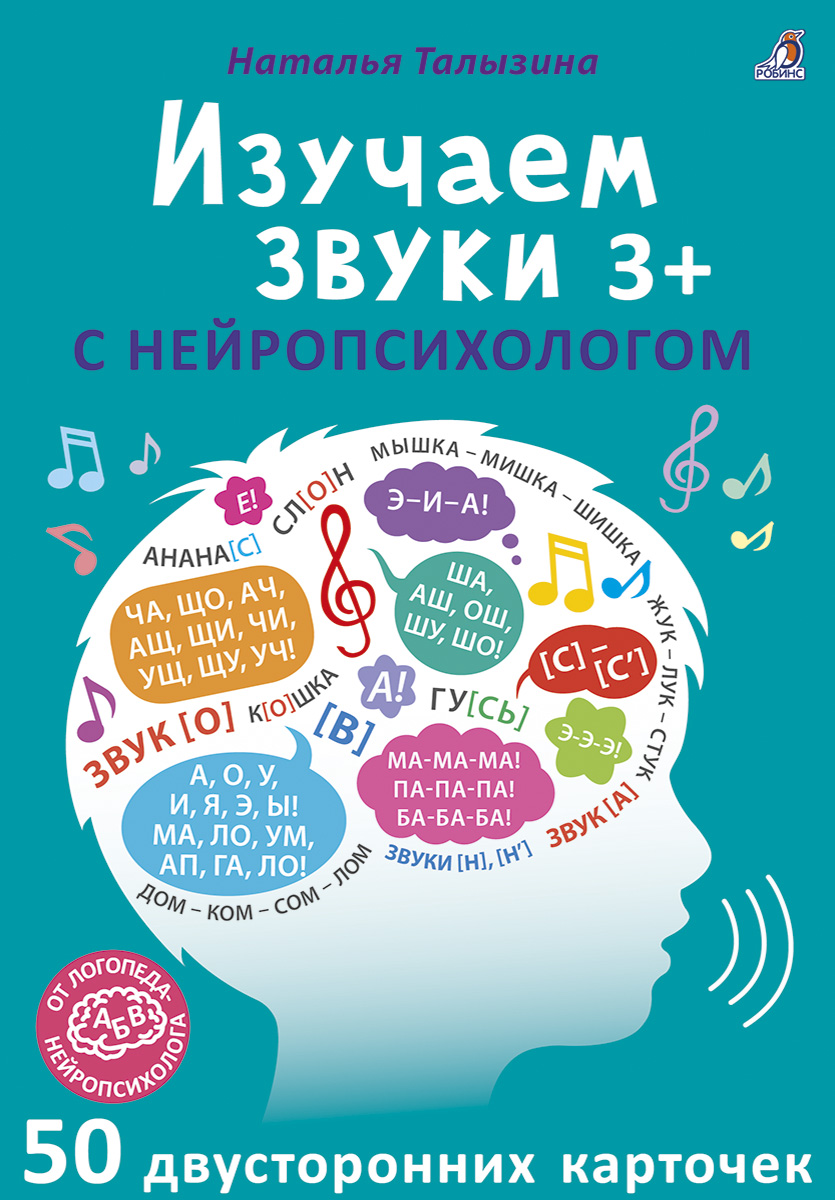 Наталья Талызина
РОБИНС
Изучаем
звуки 3+
С НЕЙРОПСИХОЛОГОМ
МЫШКА – МИШКА – ШИШКА
Е!
СЛ[О]Н
Э–И–А!
АНАНА[С]
ЧА, ЩО, АЧ,
АЩ, ЩИ, ЧИ,
УЩ, ЩУ, УЧ!
ША,
АШ, ОШ,
ШУ, ШО!
ЖУК – ЛУК – СТУК
[С] –
[С’]
ЗВУК [О]
К[О]ШКА
[В]
А!
ГУ[СЬ]
Э-Э-Э!
А, О, У,
И, Я, Э, Ы!
МА, ЛО, УМ,
АП, ГА, ЛО!
МА-МА-МА!
ПА-ПА-ПА!
БА-БА-БА!
ЗВУК [А]
ЗВУКИ [Н], [Н’]
ДОМ – КОМ – СОМ – ЛОМ
ОТ ЛОГОПЕДА-
АБВ
НЕЙРОПСИХОЛОГА
50 двусторонних карточек